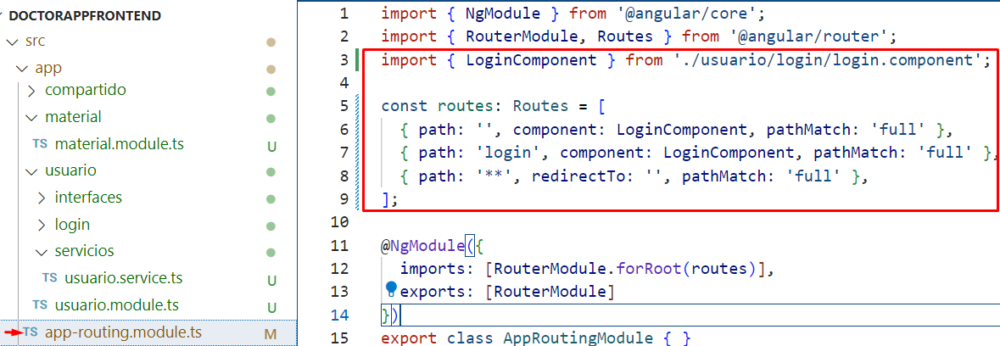 DOCTORAPPFRONTEND
src
app
compartido
material
TS material.module.ts U
usuario
interfaces
login
servicios
TS usuario.service.ts U
TS usuario.module.ts U
TS app-routing.module.ts M
1 import { NgModule } from '@angular/core';
2 import { RouterModule, Routes } from '@angular/router';
3 import { LoginComponent } from './usuario/login/login.component';
4
5 const routes: Routes = [
6 { path: '', component: LoginComponent, pathMatch: 'full' },
7 { path: 'login', component: LoginComponent, pathMatch: 'full' },
8 { path: '**', redirectTo: '', pathMatch: 'full' },
9 ];
10
11 @NgModule({
12 imports: [RouterModule.forRoot(routes)],
13 exports: [RouterModule]
14 })
15 export class AppRoutingModule { }